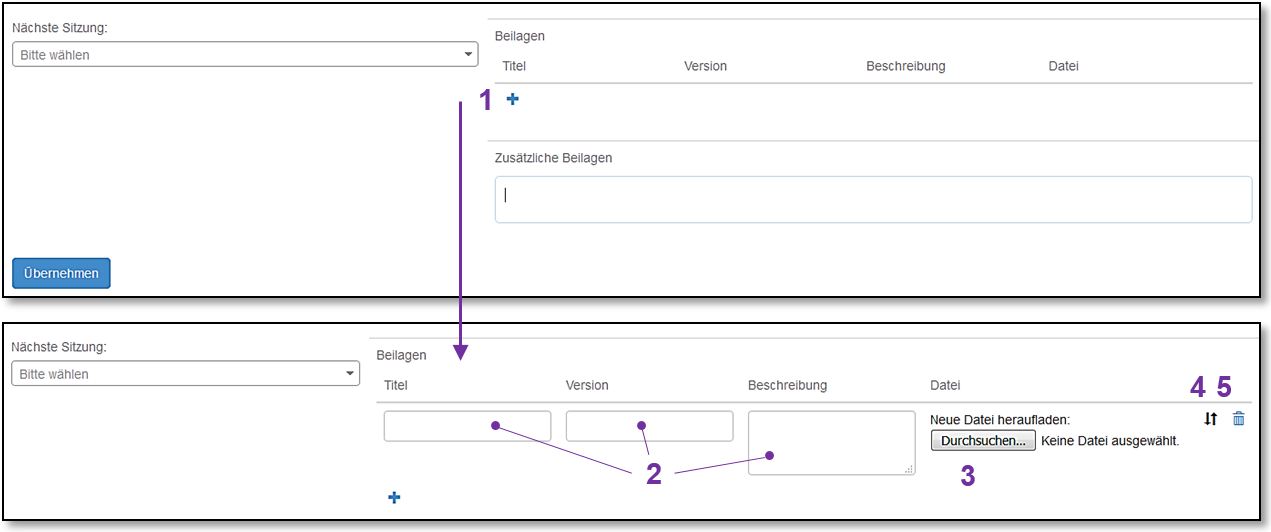 Nächste Sitzung:
Bitte wählen
Beilagen
Titel Version Beschreibung Datei
1
Zusätzliche Beilagen
Übernehmen
Nächste Sitzung:
Bitte wählen
Beilagen
Titel Version Beschreibung Datei
4 5
Neue Datei heraufladen:
Durchsuchen... Keine Datei ausgewählt.
2
3